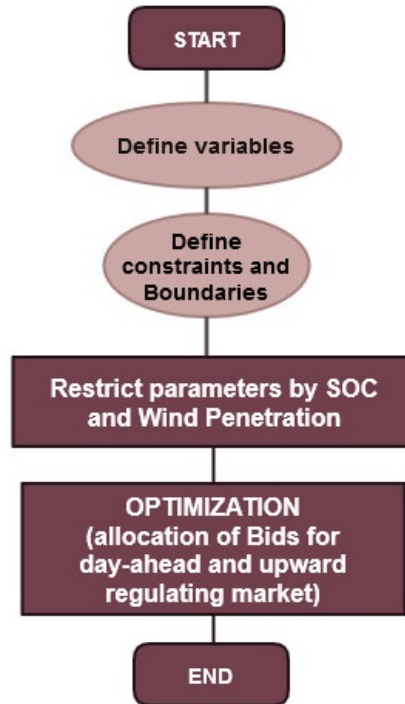 START
Define variables
Define
constraints and
Boundaries
Restrict parameters by SOC
and Wind Penetration
OPTIMIZATION
(allocation of Bids for
day-ahead and upward
regulating market)
END